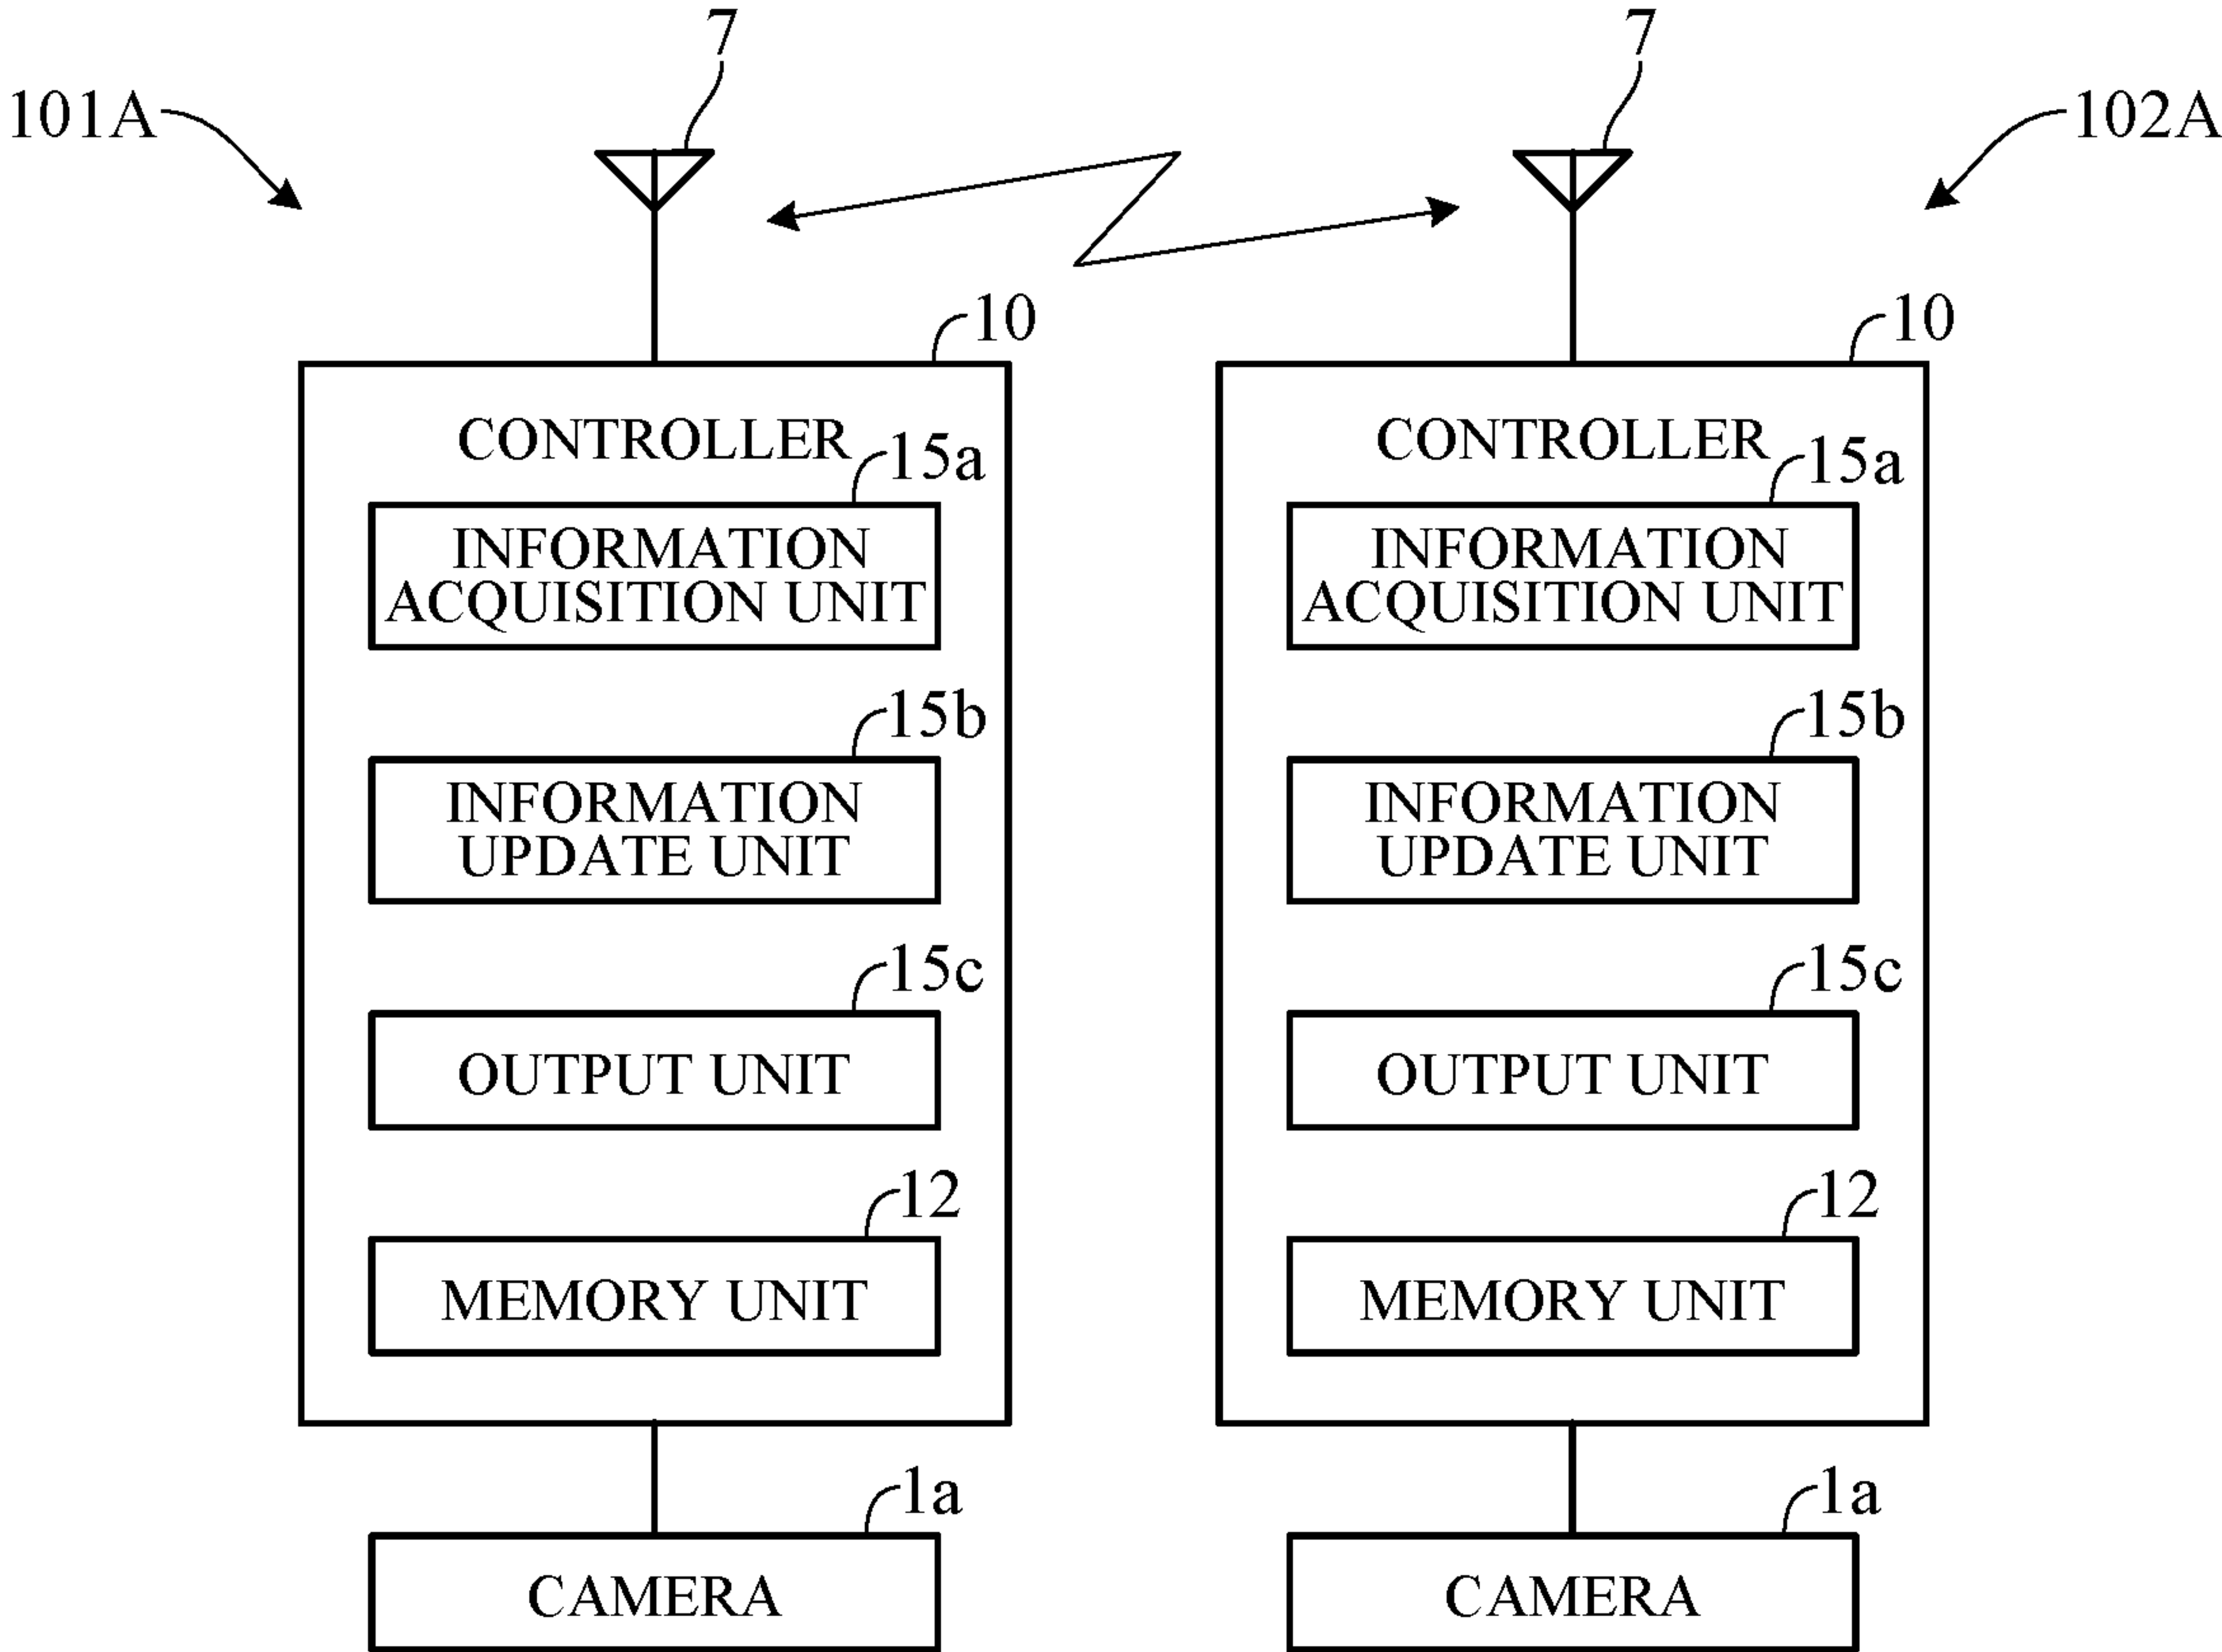 7
7
101A
102A
10
10
CONTROLLER
CONTROLLER
15a
15a
INFORMATION
ACQUISITION UNIT
INFORMATION
ACQUISITION UNIT
15b
15b
INFORMATION
UPDATE UNIT
INFORMATION
UPDATE UNIT
15c
15c
OUTPUT UNIT
OUTPUT UNIT
12
12
MEMORY UNIT
MEMORY UNIT
1a
1a
CAMERA
CAMERA